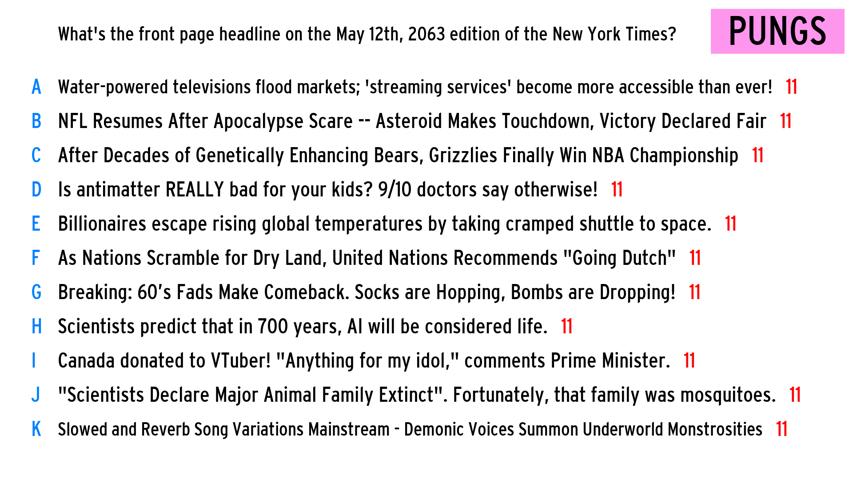 What's the front page headline on the May 12th, 2063 edition of the New York Times?
PUNGS
A Water-powered televisions flood markets; 'streaming services' become more accessible than ever! 11
B NFL Resumes After Apocalypse Scare -- Asteroid Makes Touchdown, Victory Declared Fair 11
C After Decades of Genetically Enhancing Bears, Grizzlies Finally Win NBA Championship 11
D Is antimatter REALLY bad for your kids? 9/10 doctors say otherwise! 11
E Billionaires escape rising global temperatures by taking cramped shuttle to space. 11
F As Nations Scramble for Dry Land, United Nations Recommends "Going Dutch" 11
G Breaking: 60's Fads Make Comeback. Socks are Hopping, Bombs are Dropping! 11
H Scientists predict that in 700 years, AI will be considered life. 11
I Canada donated to VTuber! "Anything for my idol," comments Prime Minister. 11
J "Scientists Declare Major Animal Family Extinct". Fortunately, that family was mosquitoes. 11
K Slowed and Reverb Song Variations Mainstream - Demonic Voices Summon Underworld Monstrosities 11